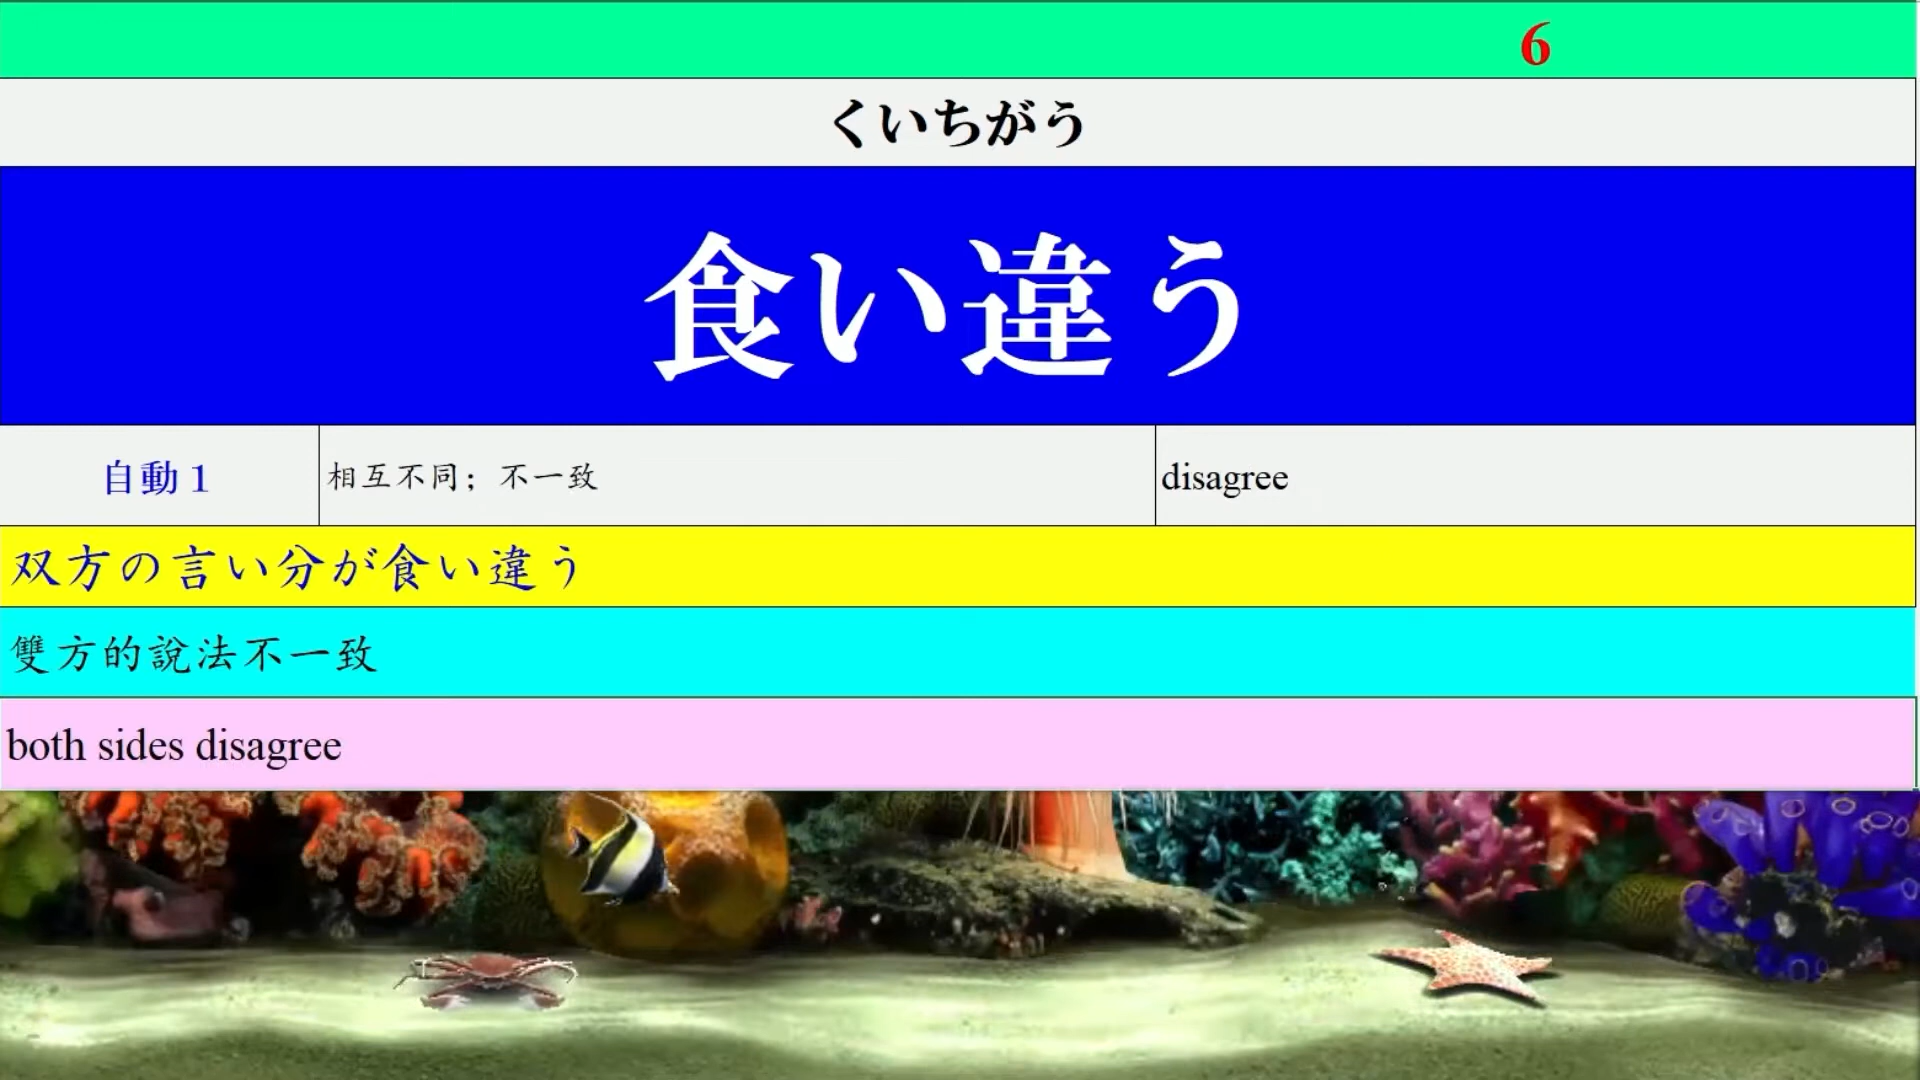 6
くいちがう
食い違う
自動1 相互不同；不一致 disagree
双方の言い分が食い違う
雙方的說法不一致
both sides disagree